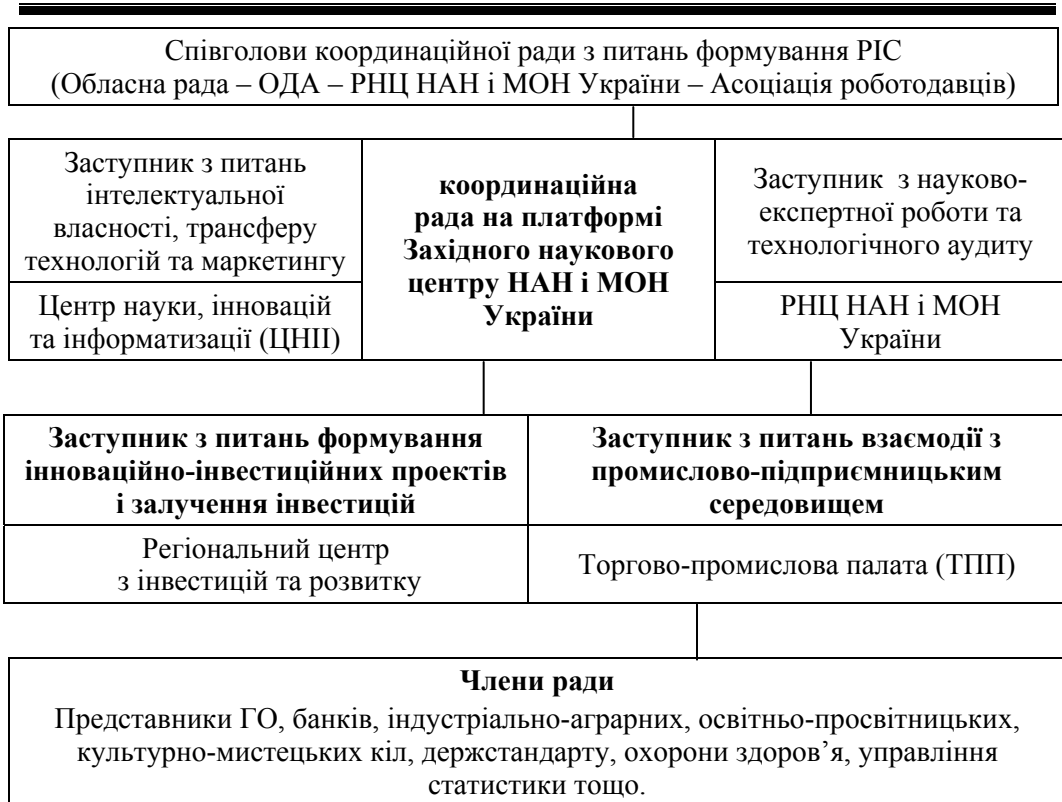 Співголови координаційної ради з питань формування РІС
(Обласна рада – ОДА – РНЦ НАН і МОН України – Асоціація роботодавців)
Заступник з питань
інтелектуальної
власності, трансферу
технологій та маркетингу
Центр науки, інновацій
та інформатизації (ЦНІІ)
координаційна
рада на платформі
Західного наукового
центру НАН і МОН
України
Заступник з науково-
експертної роботи та
технологічного аудиту
РНЦ НАН і МОН
України
Заступник з питань формування
інноваційно-інвестиційних проектів
і залучення інвестицій
Регіональний центр
з інвестицій та розвитку
Заступник з питань взаємодії з
промислово-підприємницьким
середовищем
Торгово-промислова палата (ТПП)
Члени ради
Представники ГО, банків, індустріально-аграрних, освітньо-просвітницьких,
культурно-мистецьких кіл, держстандарту, охорони здоров’я, управління
статистики тощо.